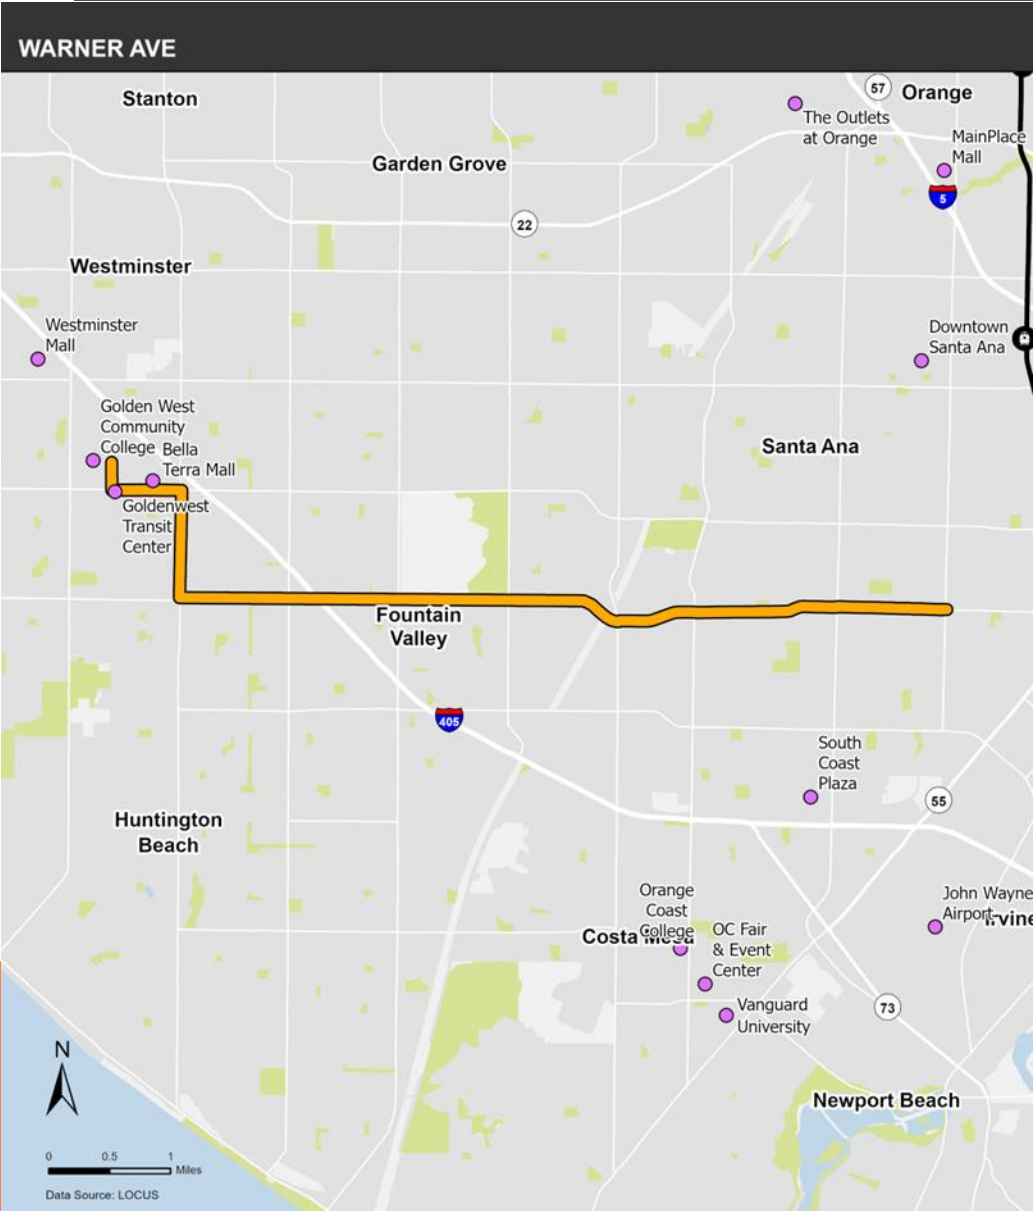 WARNER AVE
Stanton
57
Orange
The Outlets
at Orange
MainPlace
Mall
Garden Grove
5
22
Westminster
Westminster
Mall
Downtown
Santa Ana
Golden West
Community
College
Bella
Terra Mall
Santa Ana
Goldenwest
Transit
Center
Fountain
Valley
405
South
Coast
Plaza
55
Huntington
Beach
Orange
Coast
College
John Wayne
Airport
Irvine
Costa Mesa
OC Fair
& Event
Center
Vanguard
University
73
N
Newport Beach
0 0.5 1
Miles
Data Source: LOCUS